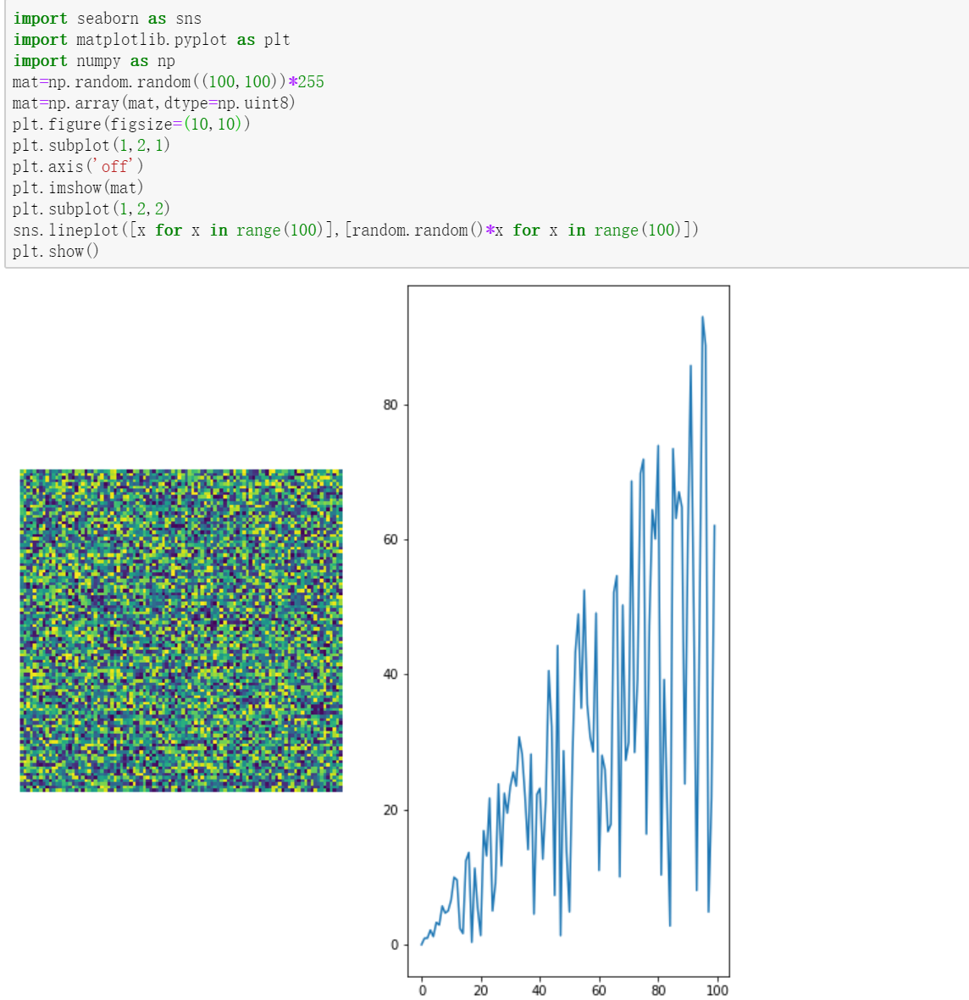 import seaborn as sns
import matplotlib.pyplot as plt
import numpy as np
mat=np.random.random((100,100))*255
mat=np.array(mat,dtype=np.uint8)
plt.figure(figsize=(10,10))
plt.subplot(1,2,1)
plt.axis('off')
plt.imshow(mat)
plt.subplot(1,2,2)
sns.lineplot([x for x in range(100)],[random.random()*x for x in range(100)])
plt.show()
80
60
40
20
0
0 20 40 60 80 100